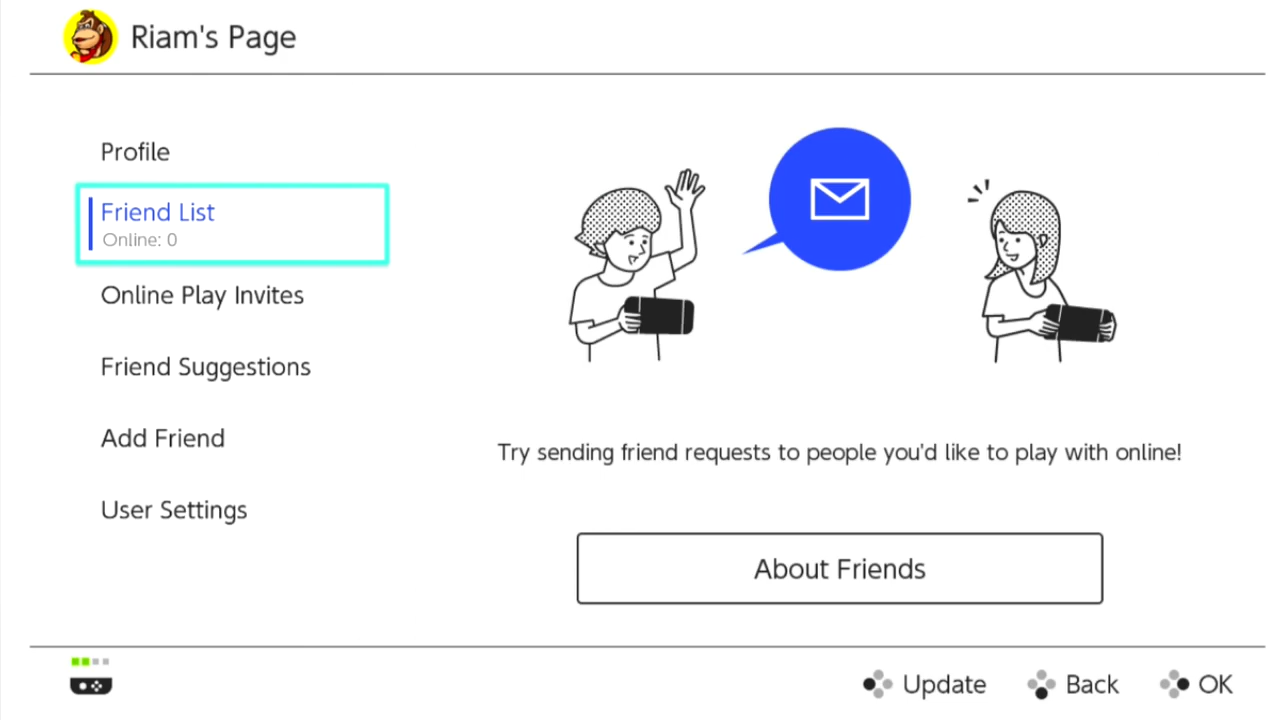 Riam's Page
Profile
Friend List
Online: 0
Online Play Invites
Friend Suggestions
Add Friend
User Settings
Try sending friend requests to people you'd like to play with online!
About Friends
Update
Back
OK